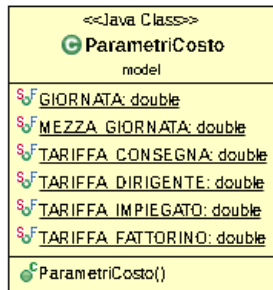 <<Java Class>>
ParametriCosto
model
GIORNATA: double
MEZZA_GIORNATA: double
TARIFFA_CONSEGNA: double
TARIFFA_DIRIGENTE: double
TARIFFA_IMPIEGATO: double
TARIFFA_FATTORINO: double
ParametriCosto()